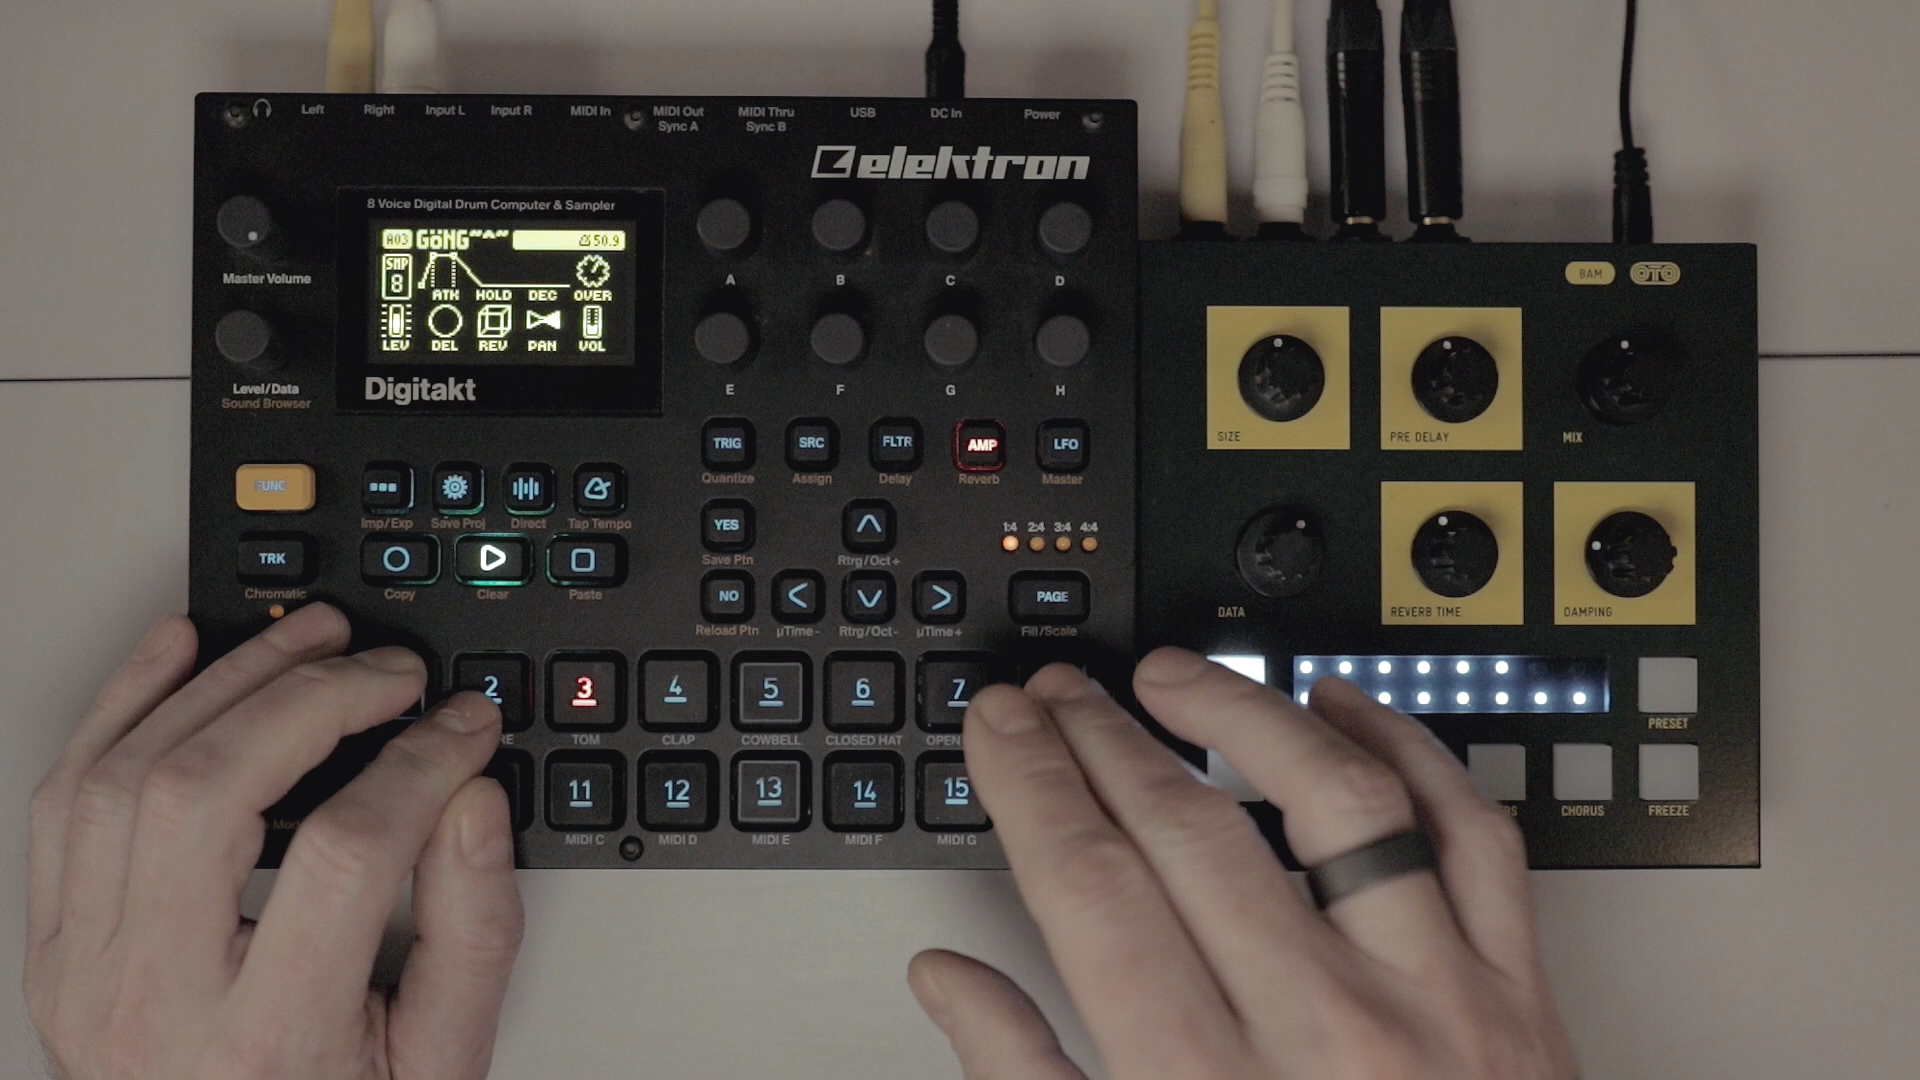 Left Right Input L Input R MIDI In MIDI Out MIDI Thru USB DC In Power
Sync A Sync B
elektron
8 Voice Digital Drum Computer & Sampler
A03 GONG 50.9
SMP
8
ATK HOLD DEC OVER
LEV DEL REV PAN VOL
Digitakt
Master Volume
Level/Data
Sound Browser
A B C D
E F G H
TRIG SRC FLTR AMP LFO
Quantize Assign Delay Reverb Master
FUNC
Imp/Exp Save Proj Direct Tap Tempo
YES
Save Ptn Rtrg/Oct+
1:4 2:4 3:4 4:4
TRK
Chromatic Copy Clear Paste
NO PAGE
Reload Ptn µTime- Rtrg/Oct- µTime+ Fill/Scale
2 3 4 5 6 7
TOM CLAP COWBELL CLOSED HAT OPEN
11 12 13 14 15
MIDI C MIDI D MIDI E MIDI F MIDI G
BAM OTO
SIZE PRE DELAY MIX
DATA REVERB TIME DAMPING
PRESET
CHORUS FREEZE